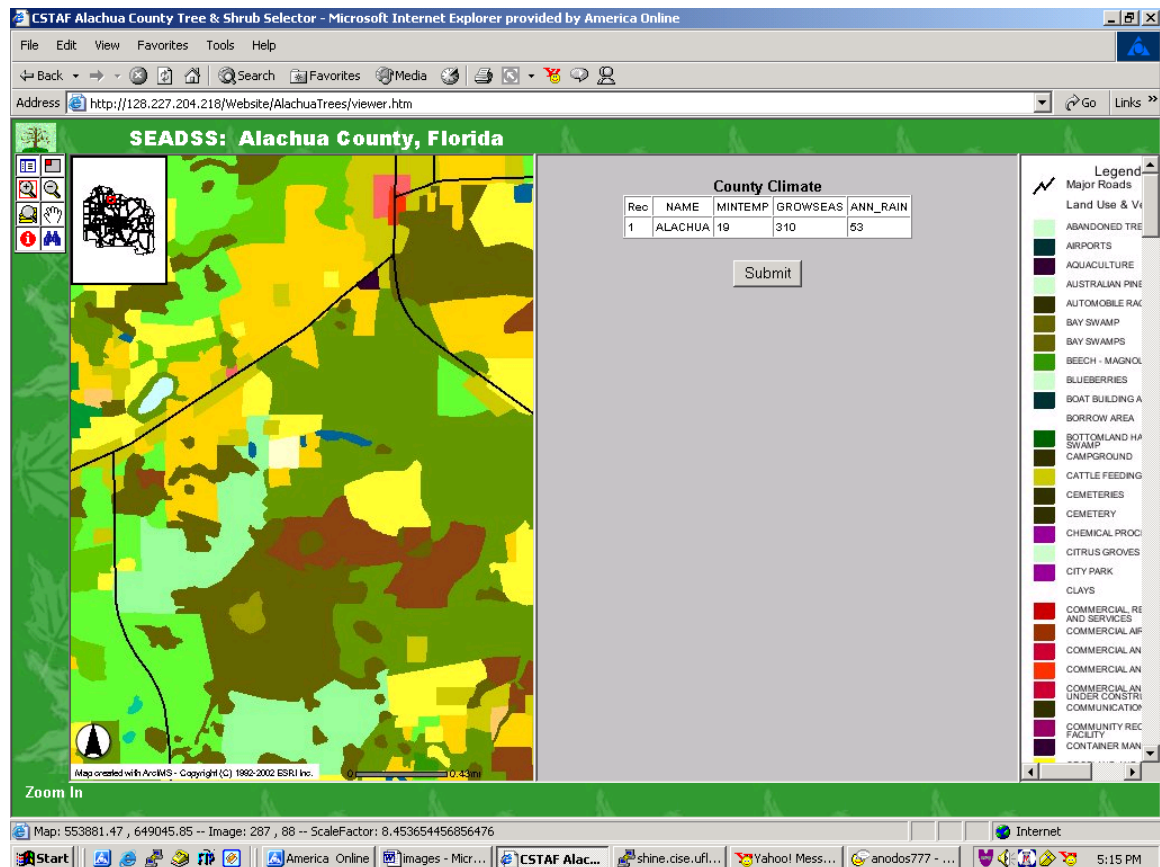 CSTAF Alachua County Tree & Shrub Selector - Microsoft Internet Explorer provided by America Online
File Edit View Favorites Tools Help
Back Search Favorites Media
Address http://128.227.204.218/Website/AlachuaTrees/viewer.htm Go Links »
SEADSS: Alachua County, Florida
County Climate
Rec NAME MINTEMP GROWSEAS ANN_RAIN
1 ALACHUA 19 310 53
Submit
Map created with ArcIMS - Copyright (C) 1992-2002 ESRI Inc.
0 0.43mi
Legend
Major Roads
Land Use & Ve
ABANDONED TRE
AIRPORTS
AQUACULTURE
AUSTRALIAN PINE
AUTOMOBILE RAC
BAY SWAMP
BAY SWAMPS
BEECH - MAGNOL
BLUEBERRIES
BOAT BUILDING A
BORROW AREA
BOTTOMLAND HA
SWAMP
CAMPGROUND
CATTLE FEEDING
CEMETERIES
CEMETERY
CHEMICAL PROC
CITRUS GROVES
CITY PARK
CLAYS
COMMERCIAL, RE
AND SERVICES
COMMERCIAL AIR
COMMERCIAL AN
COMMERCIAL AN
COMMERCIAL AN
UNDER CONSTRU
COMMUNICATION
COMMUNITY REC
FACILITY
CONTAINER MAN
Zoom In
Map: 553881.47 , 649045.85 -- Image: 287 , 88 -- ScaleFactor: 8.453654456856476 Internet
Start America Online images - Micr... CSTAF Alac... shine.cise.ufl... Yahoo! Mess... anodos777 - ... 5:15 PM